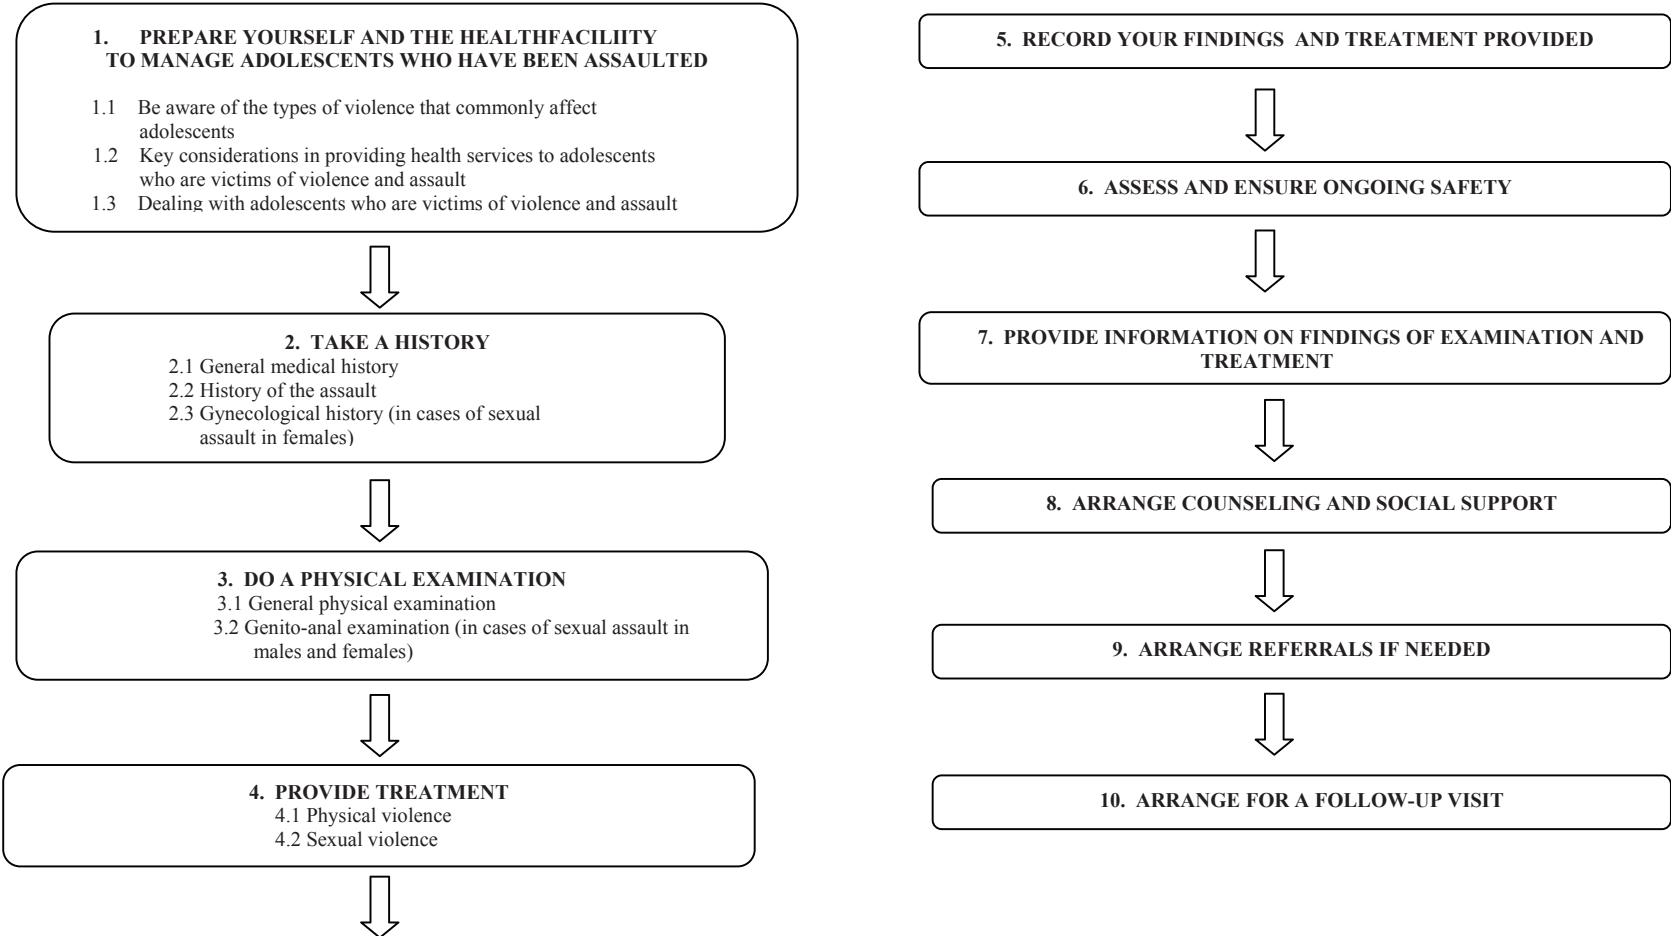 1. PREPARE YOURSELF AND THE HEALTHFACILIITY
TO MANAGE ADOLESCENTS WHO HAVE BEEN ASSAULTED
1.1 Be aware of the types of violence that commonly affect
adolescents
1.2 Key considerations in providing health services to adolescents
who are victims of violence and assault
1.3 Dealing with adolescents who are victims of violence and assault
2. TAKE A HISTORY
2.1 General medical history
2.2 History of the assault
2.3 Gynecological history (in cases of sexual
assault in females)
3. DO A PHYSICAL EXAMINATION
3.1 General physical examination
3.2 Genito-anal examination (in cases of sexual assault in
males and females)
4. PROVIDE TREATMENT
4.1 Physical violence
4.2 Sexual violence
5. RECORD YOUR FINDINGS AND TREATMENT PROVIDED
6. ASSESS AND ENSURE ONGOING SAFETY
7. PROVIDE INFORMATION ON FINDINGS OF EXAMINATION AND
TREATMENT
8. ARRANGE COUNSELING AND SOCIAL SUPPORT
9. ARRANGE REFERRALS IF NEEDED
10. ARRANGE FOR A FOLLOW-UP VISIT